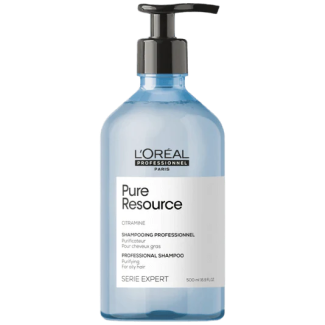 L'ORÉAL
PROFESSIONNEL
PARIS
Pure
Resource
CITRAMINE
SHAMPOOING PROFESSIONNEL
Purificateur
Pour cheveux gras
PROFESSIONAL SHAMPOO
Purifying
For oily hair
SERIE EXPERT